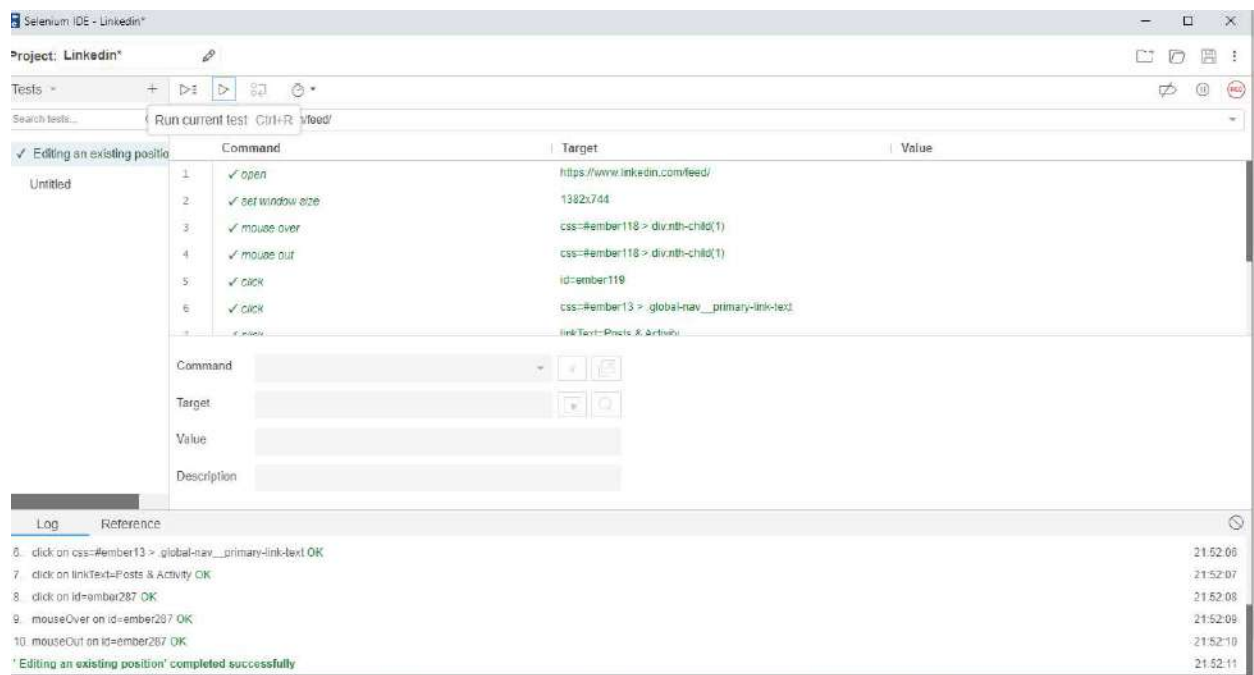 Selenium IDE - Linkedin*
Project: Linkedin*
Tests
Search tests...
Run current test Ctrl+R
/feed/
Command Target Value
✓ Editing an existing positio
Untitled
1 ✓ open https://www.linkedin.com/feed/
2 ✓ set window size 1382x744
3 ✓ mouse over css=#ember118 > div:nth-child(1)
4 ✓ mouse out css=#ember118 > div:nth-child(1)
5 ✓ click id=ember119
6 ✓ click css=#ember13 > .global-nav__primary-link-text
7 ✓ click linkText=Posts & Activity
Command
Target
Value
Description
Log Reference
6. click on css=#ember13 > .global-nav__primary-link-text OK 21:52:06
7. click on linkText=Posts & Activity OK 21:52:07
8. click on id=ember287 OK 21:52:08
9. mouseOver on id=ember287 OK 21:52:09
10. mouseOut on id=ember287 OK 21:52:10
' Editing an existing position' completed successfully 21:52:11